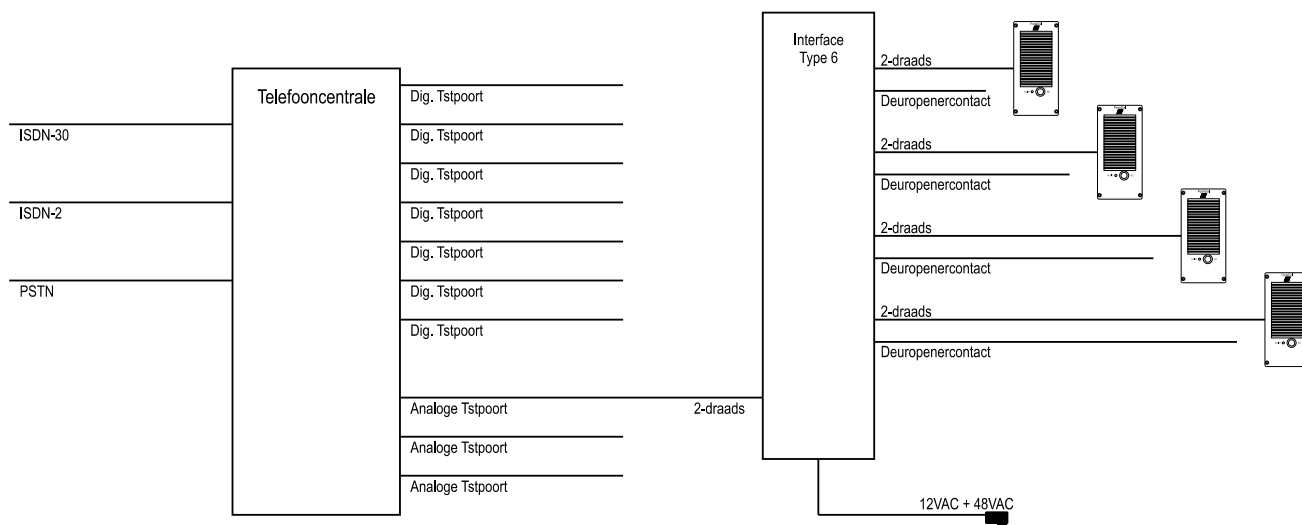 Telefooncentrale
ISDN-30
ISDN-2
PSTN
Dig. Tstpoort
Dig. Tstpoort
Dig. Tstpoort
Dig. Tstpoort
Dig. Tstpoort
Dig. Tstpoort
Dig. Tstpoort
Analoge Tstpoort
Analoge Tstpoort
Analoge Tstpoort
2-draads
Interface
Type 6
2-draads
Deuropenercontact
2-draads
Deuropenercontact
2-draads
Deuropenercontact
2-draads
Deuropenercontact
12VAC + 48VAC